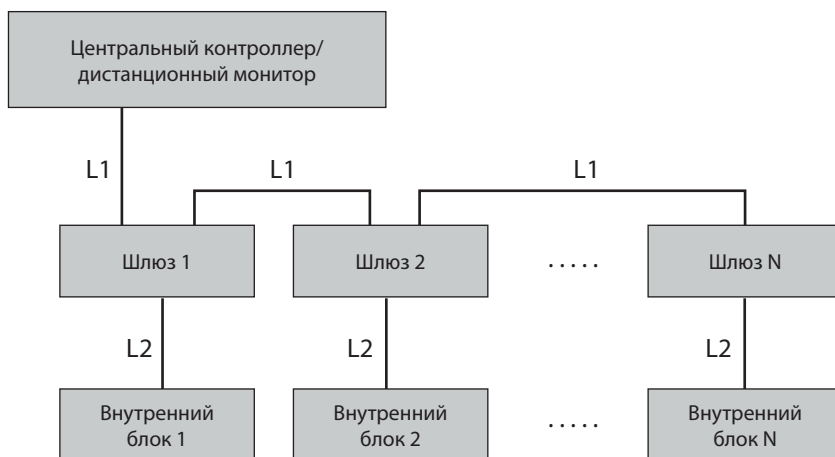 Центральный контроллер/
дистанционный монитор
L1
L1
L1
Шлюз 1
Шлюз 2
.....
Шлюз N
L2
L2
L2
Внутренний
блок 1
Внутренний
блок 2
.....
Внутренний
блок N